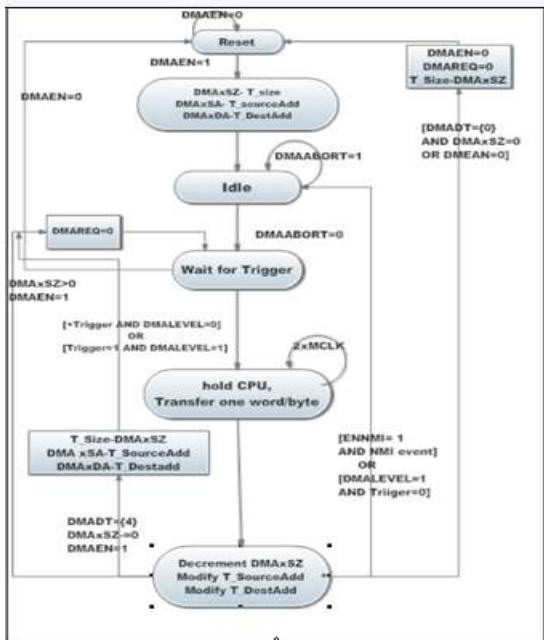 DMAEN=0
Reset
DMAEN=1
DMAEN=0
DMAREQ=0
T_Size-DMAxSZ
DMAEN=0
DMAxSZ- T_size
DMAxSA- T_sourceAdd
DMAxDA-T_DestAdd
[DMADT={0}
AND DMAxSZ=0
OR DMEAN=0]
DMAABORT=1
Idle
DMAREQ=0
DMAABORT=0
Wait for Trigger
DMAxSZ>0
DMAEN=1
[+Trigger AND DMALEVEL=0]
OR
[Trigger=1 AND DMALEVEL=1]
2xMCLK
hold CPU,
Transfer one word/byte
T_Size-DMAxSZ
DMA xSA-T_SourceAdd
DMAxDA-T_Destadd
[ENNMI= 1
AND NMI event]
OR
[DMALEVEL=1
AND Triiger=0]
DMADT={4}
DMAxSZ-=0
DMAEN=1
Decrement DMAxSZ
Modify T_SourceAdd
Modify T_DestAdd